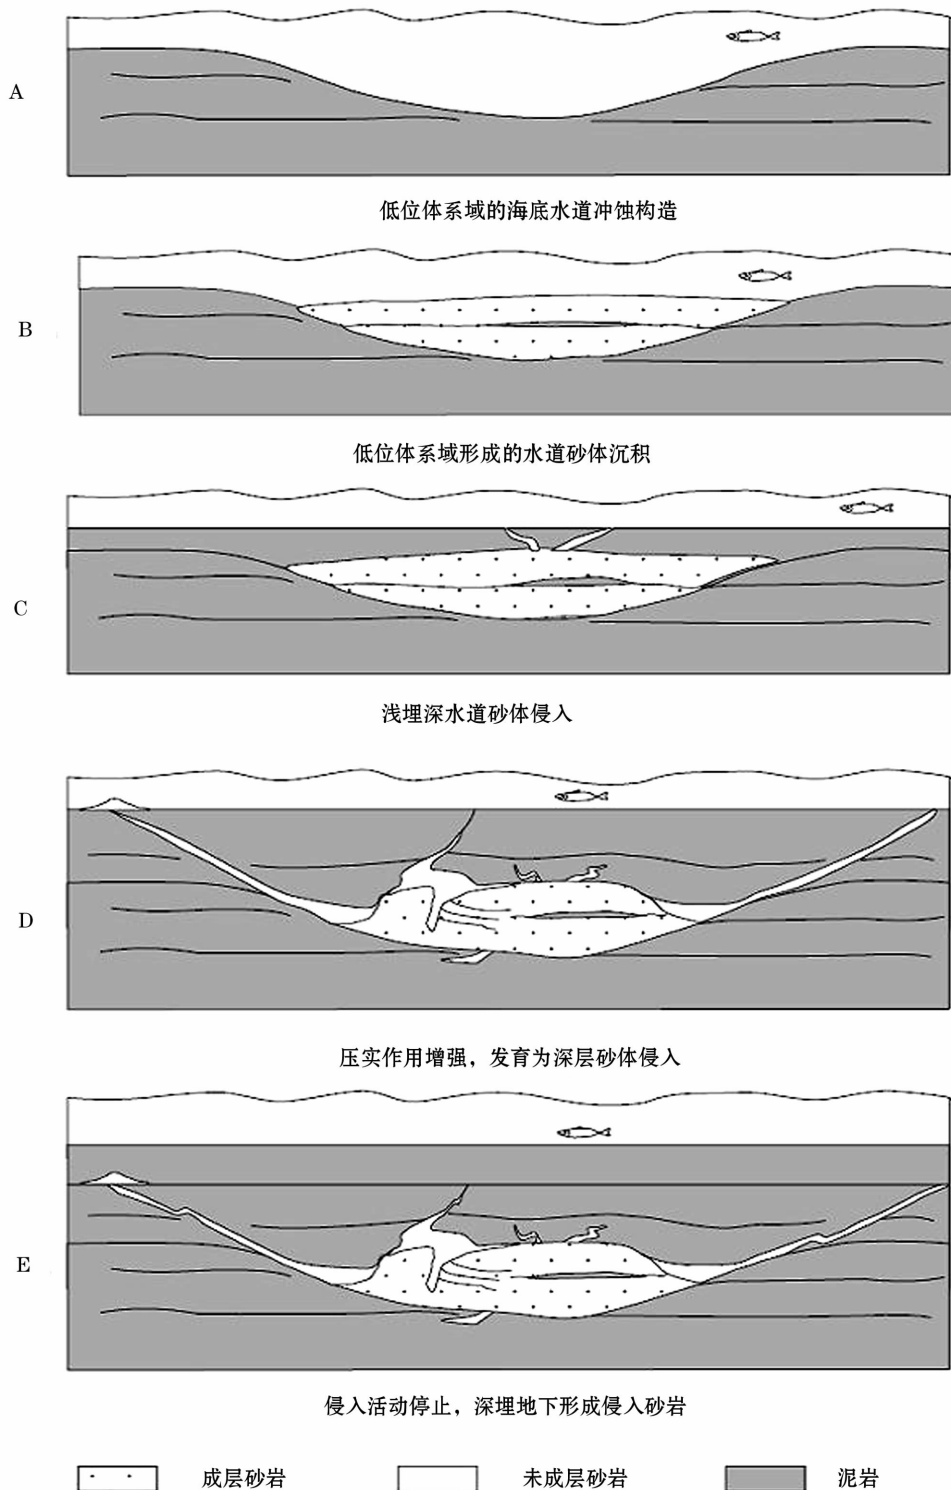 A
低位体系域的海底水道冲蚀构造
B
低位体系域形成的水道砂体沉积
C
浅埋深水道砂体侵入
D
压实作用增强，发育为深层砂体侵入
E
侵入活动停止，深埋地下形成侵入砂岩
成层砂岩 未成层砂岩 泥岩